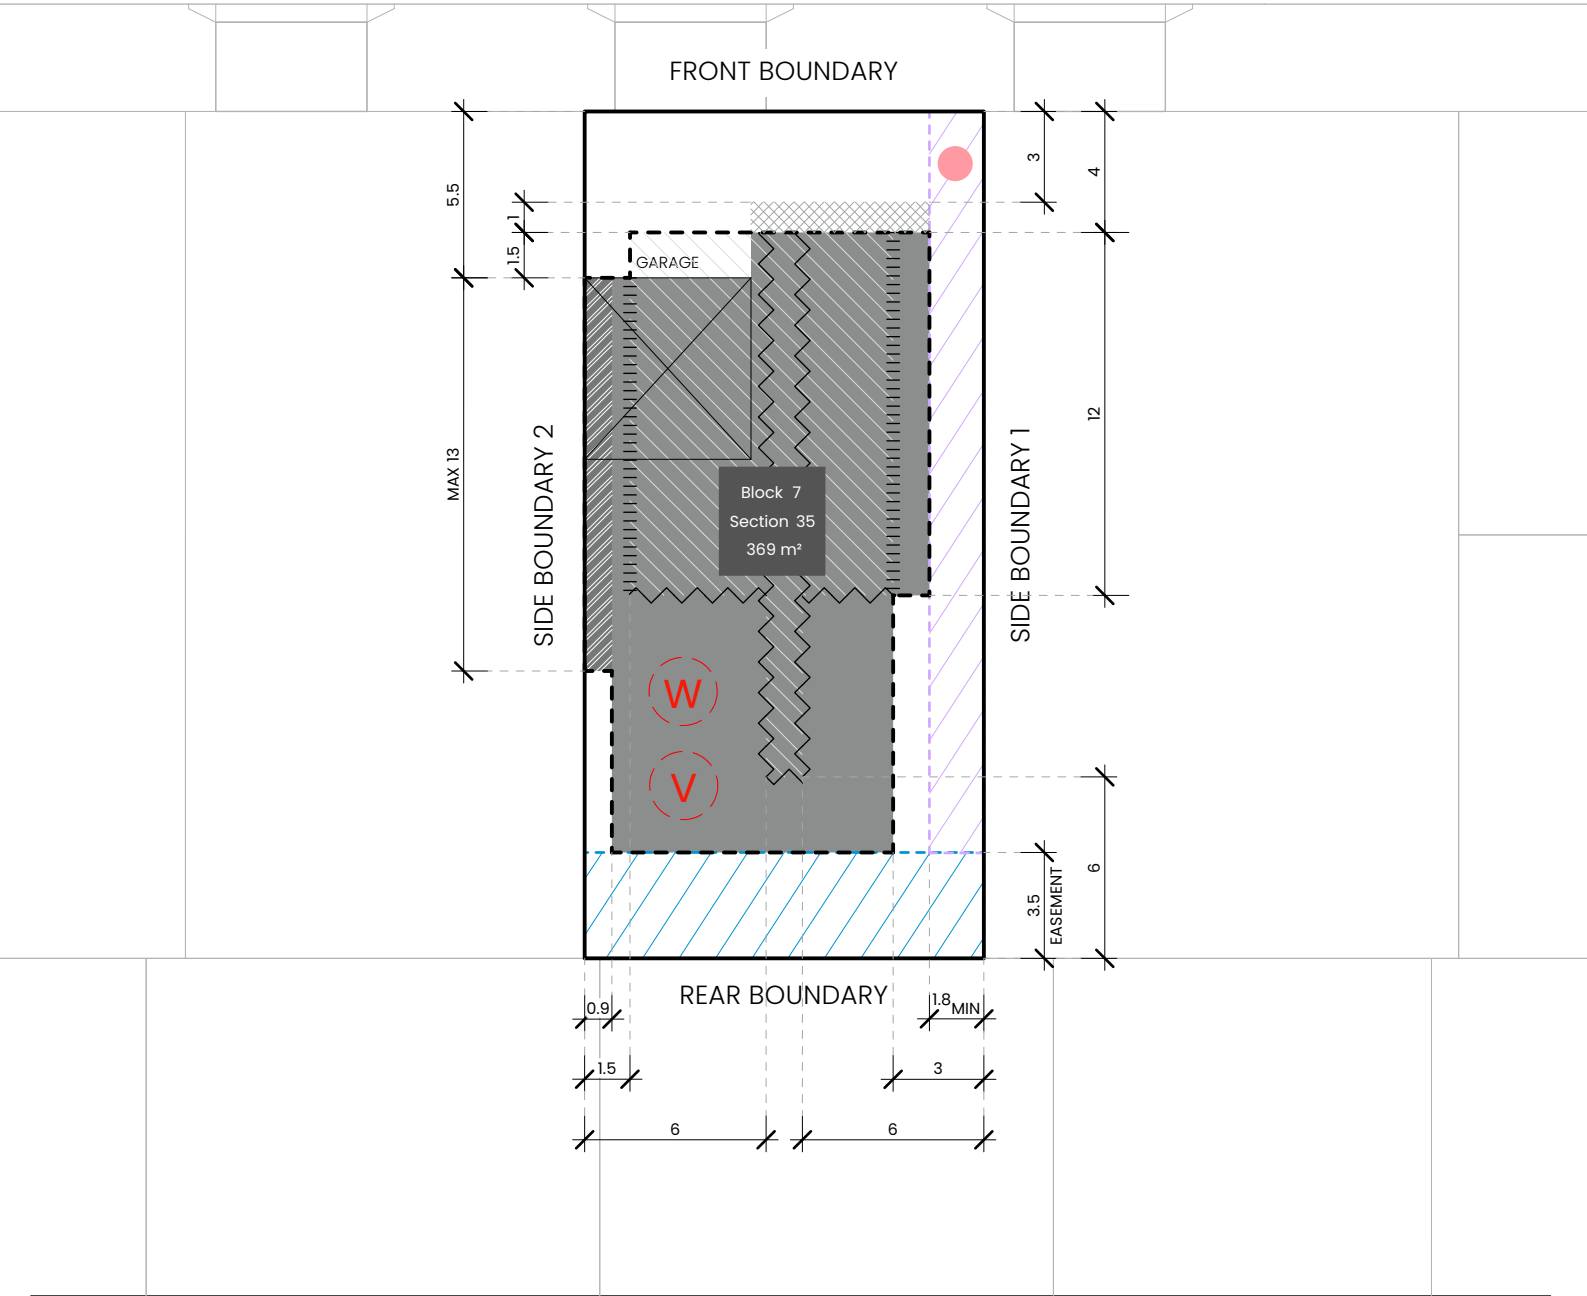 FRONT BOUNDARY
5.5
1
1.5
3
4
GARAGE
12
MAX 13
SIDE BOUNDARY 2
SIDE BOUNDARY 1
Block 7
Section 35
369 m²
W
V
6
3.5
EASEMENT
REAR BOUNDARY
0.9
1.8 MIN
1.5
3
6
6